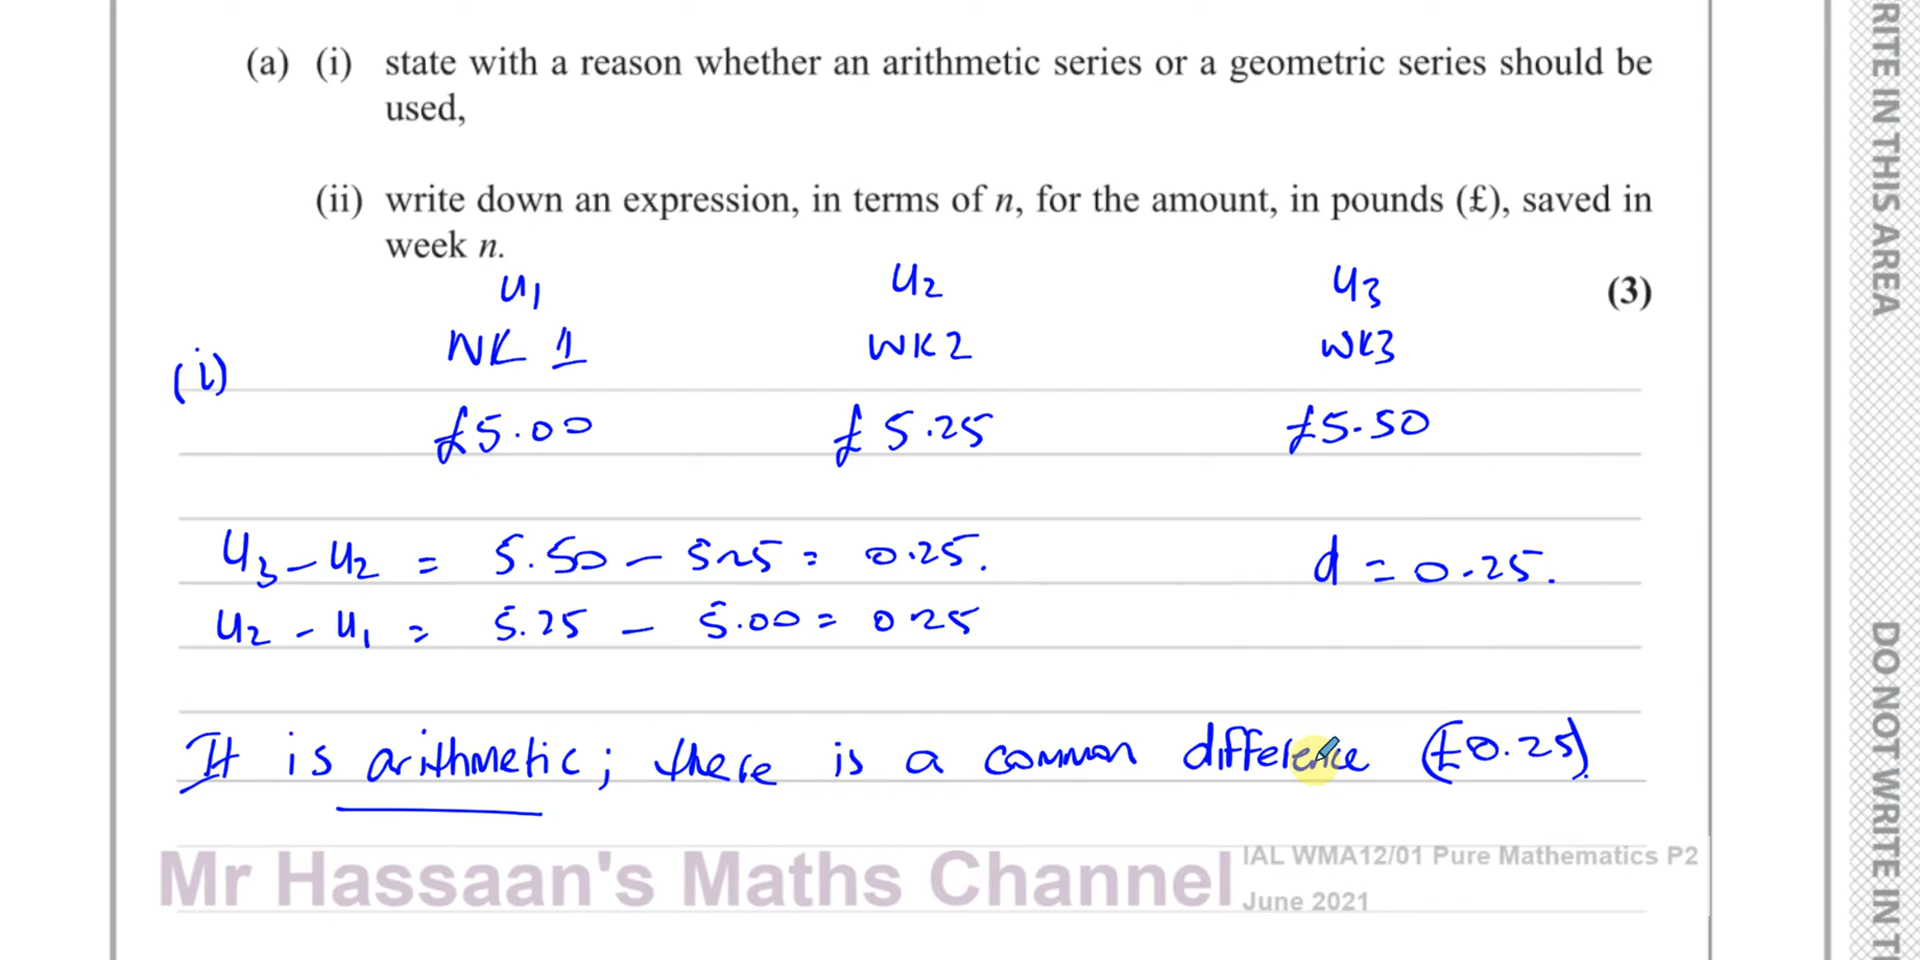 (a) (i) state with a reason whether an arithmetic series or a geometric series should be
used,
(ii) write down an expression, in terms of n, for the amount, in pounds (£), saved in
week n.
(3)
u1 u2 u3
(i) WK 1 WK2 WK3
£5.00 £5.25 £5.50
u3 - u2 = 5.50 - 5.25 = 0.25. d = 0.25.
u2 - u1 = 5.25 - 5.00 = 0.25
It is arithmetic; there is a common difference (£0.25).
Mr Hassaan's Maths Channel
IAL WMA12/01 Pure Mathematics P2
June 2021
RITE IN THIS AREA
DO NOT WRITE IN T